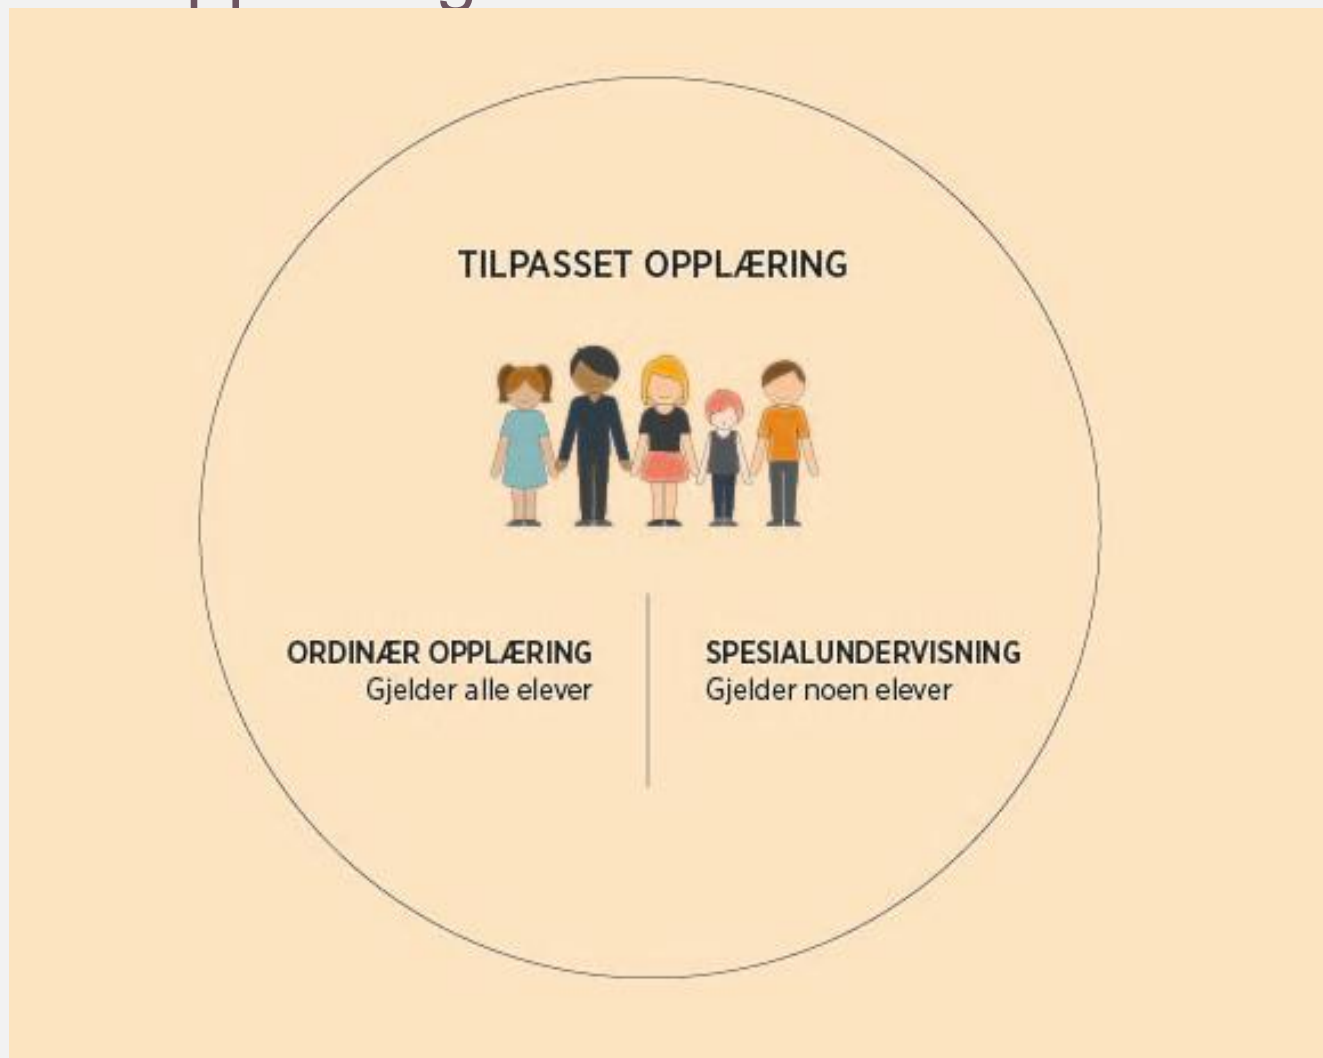 TILPASSET OPPLÆRING
ORDINÆR OPPLÆRING
Gjelder alle elever
SPESIALUNDERVISNING
Gjelder noen elever